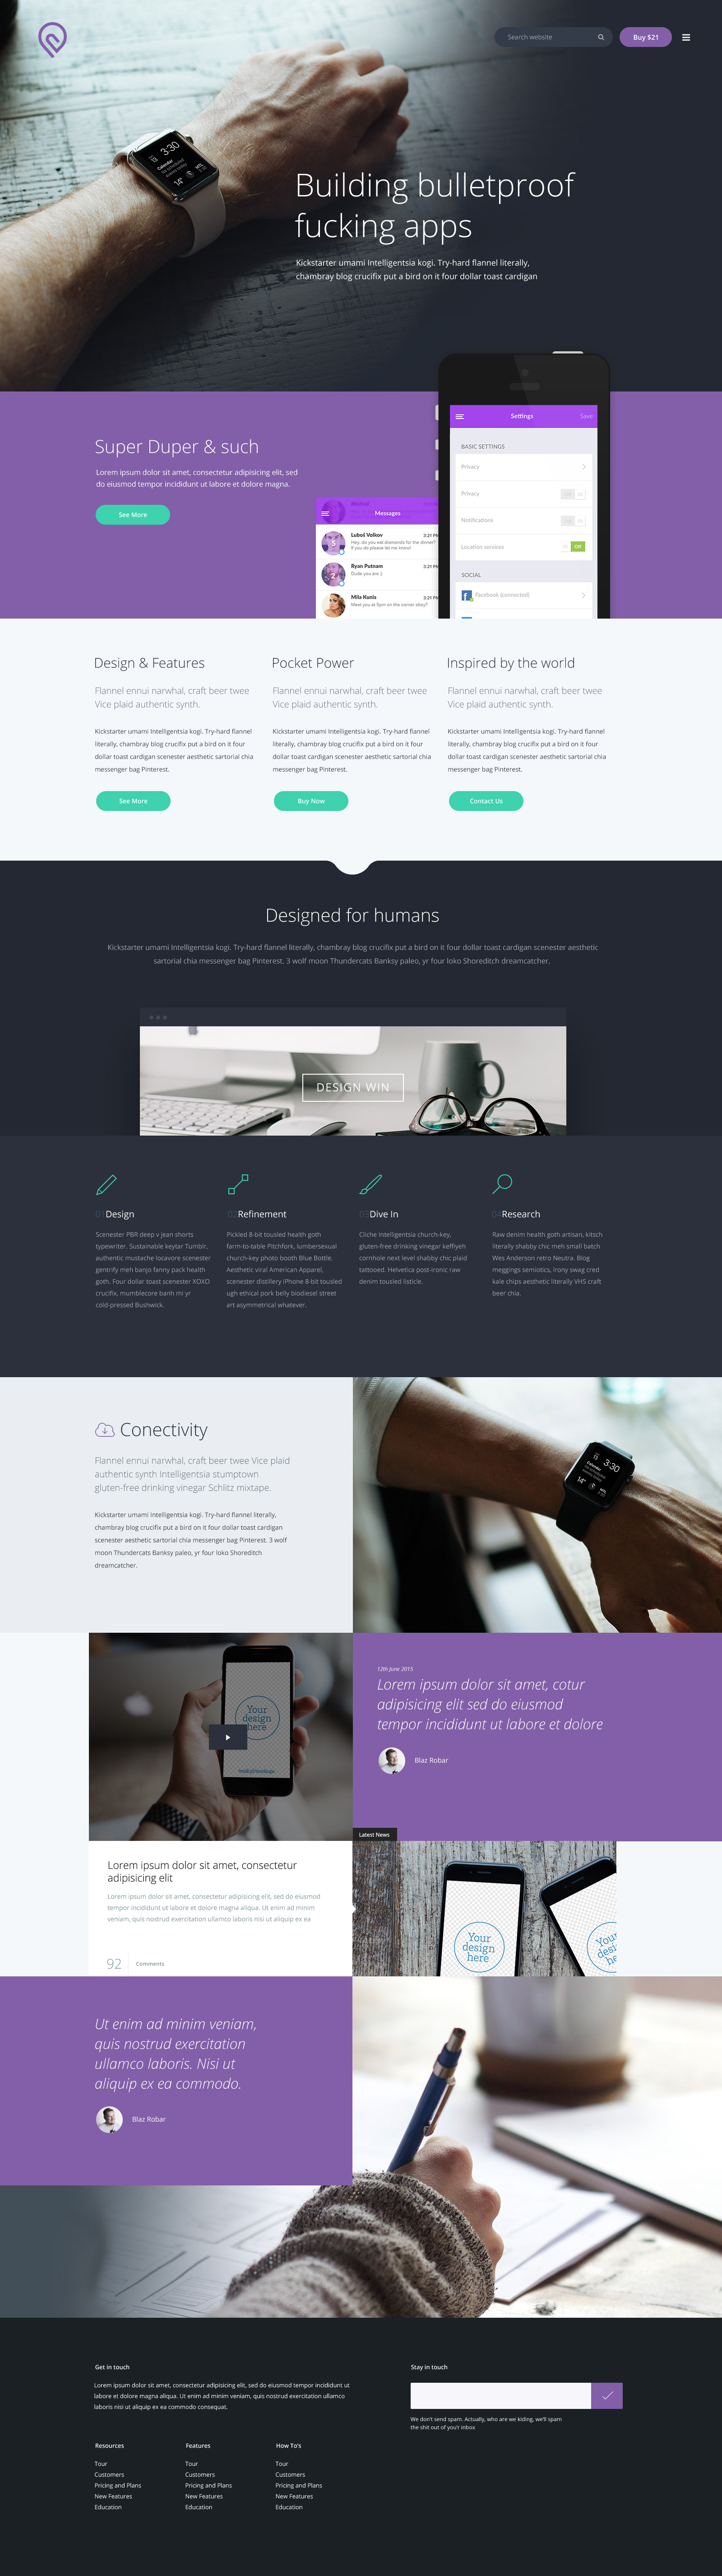 Search website
Buy $21
3:30
Building bulletproof
fucking apps
Kickstarter umami Intelligentsia kogi. Try-hard flannel literally,
chambray blog crucifix put a bird on it four dollar toast cardigan
Super Duper & such
Lorem ipsum dolor sit amet, consectetur adipisicing elit, sed
do eiusmod tempor incididunt ut labore et dolore magna.
See More
Messages
Luboš Volkov
3:21 PM
Hey, do you eat diamonds for the dinner?
If you do please let me know!
Ryan Putnam
3:21 PM
Dude you are :)
Mila Kunis
3:21 PM
Meet you at 5pm on the corner okey?
Settings
Save
BASIC SETTINGS
Privacy
Privacy
Notifications
Location services
Off
SOCIAL
Facebook (connected)
Design & Features
Flannel ennui narwhal, craft beer twee
Vice plaid authentic synth.
Kickstarter umami Intelligentsia kogi. Try-hard flannel
literally, chambray blog crucifix put a bird on it four
dollar toast cardigan scenester aesthetic sartorial chia
messenger bag Pinterest.
See More
Pocket Power
Flannel ennui narwhal, craft beer twee
Vice plaid authentic synth.
Kickstarter umami Intelligentsia kogi. Try-hard flannel
literally, chambray blog crucifix put a bird on it four
dollar toast cardigan scenester aesthetic sartorial chia
messenger bag Pinterest.
Buy Now
Inspired by the world
Flannel ennui narwhal, craft beer twee
Vice plaid authentic synth.
Kickstarter umami Intelligentsia kogi. Try-hard flannel
literally, chambray blog crucifix put a bird on it four
dollar toast cardigan scenester aesthetic sartorial chia
messenger bag Pinterest.
Contact Us
Designed for humans
Kickstarter umami Intelligentsia kogi. Try-hard flannel literally, chambray blog crucifix put a bird on it four dollar toast cardigan scenester aesthetic
sartorial chia messenger bag Pinterest. 3 wolf moon Thundercats Banksy paleo, yr four loko Shoreditch dreamcatcher.
DESIGN WIN
01Design
Scenester PBR deep v jean shorts
typewriter. Sustainable keytar Tumblr,
authentic mustache locavore scenester
gentrify meh banjo fanny pack health
goth. Four dollar toast scenester XOXO
crucifix, mumblecore banh mi yr
cold-pressed Bushwick.
02Refinement
Pickled 8-bit tousled health goth
farm-to-table Pitchfork, lumbersexual
church-key photo booth Blue Bottle.
Aesthetic viral American Apparel,
scenester distillery iPhone 8-bit tousled
ugh ethical pork belly biodiesel street
art asymmetrical whatever.
03Dive In
Cliche Intelligentsia church-key,
gluten-free drinking vinegar keffiyeh
cornhole next level shabby chic plaid
tattooed. Helvetica post-ironic raw
denim tousled listicle.
04Research
Raw denim health goth artisan, kitsch
literally shabby chic meh small batch
Wes Anderson retro Neutra. Blog
meggings semiotics, irony swag cred
kale chips aesthetic literally VHS craft
beer chia.
Conectivity
Flannel ennui narwhal, craft beer twee Vice plaid
authentic synth Intelligentsia stumptown
gluten-free drinking vinegar Schlitz mixtape.
Kickstarter umami Intelligentsia kogi. Try-hard flannel literally,
chambray blog crucifix put a bird on it four dollar toast cardigan
scenester aesthetic sartorial chia messenger bag Pinterest. 3 wolf
moon Thundercats Banksy paleo, yr four loko Shoreditch
dreamcatcher.
3:30
Your
design
here
12th June 2015
Lorem ipsum dolor sit amet, cotur
adipisicing elit sed do eiusmod
tempor incididunt ut labore et dolore
Blaz Robar
Latest News
Lorem ipsum dolor sit amet, consectetur
adipisicing elit
Lorem ipsum dolor sit amet, consectetur adipisicing elit, sed do eiusmod
tempor incididunt ut labore et dolore magna aliqua. Ut enim ad minim
veniam, quis nostrud exercitation ullamco laboris nisi ut aliquip ex ea
92
Comments
Your
design
here
Ut enim ad minim veniam,
quis nostrud exercitation
ullamco laboris. Nisi ut
aliquip ex ea commodo.
Blaz Robar
Get in touch
Lorem ipsum dolor sit amet, consectetur adipisicing elit, sed do eiusmod tempor incididunt ut
labore et dolore magna aliqua. Ut enim ad minim veniam, quis nostrud exercitation ullamco
laboris nisi ut aliquip ex ea commodo consequat.
Stay in touch
We don't send spam. Actually, who are we kiding, we'll spam
the shit out of you'r inbox
Resources
Tour
Customers
Pricing and Plans
New Features
Education
Features
Tour
Customers
Pricing and Plans
New Features
Education
How To's
Tour
Customers
Pricing and Plans
New Features
Education